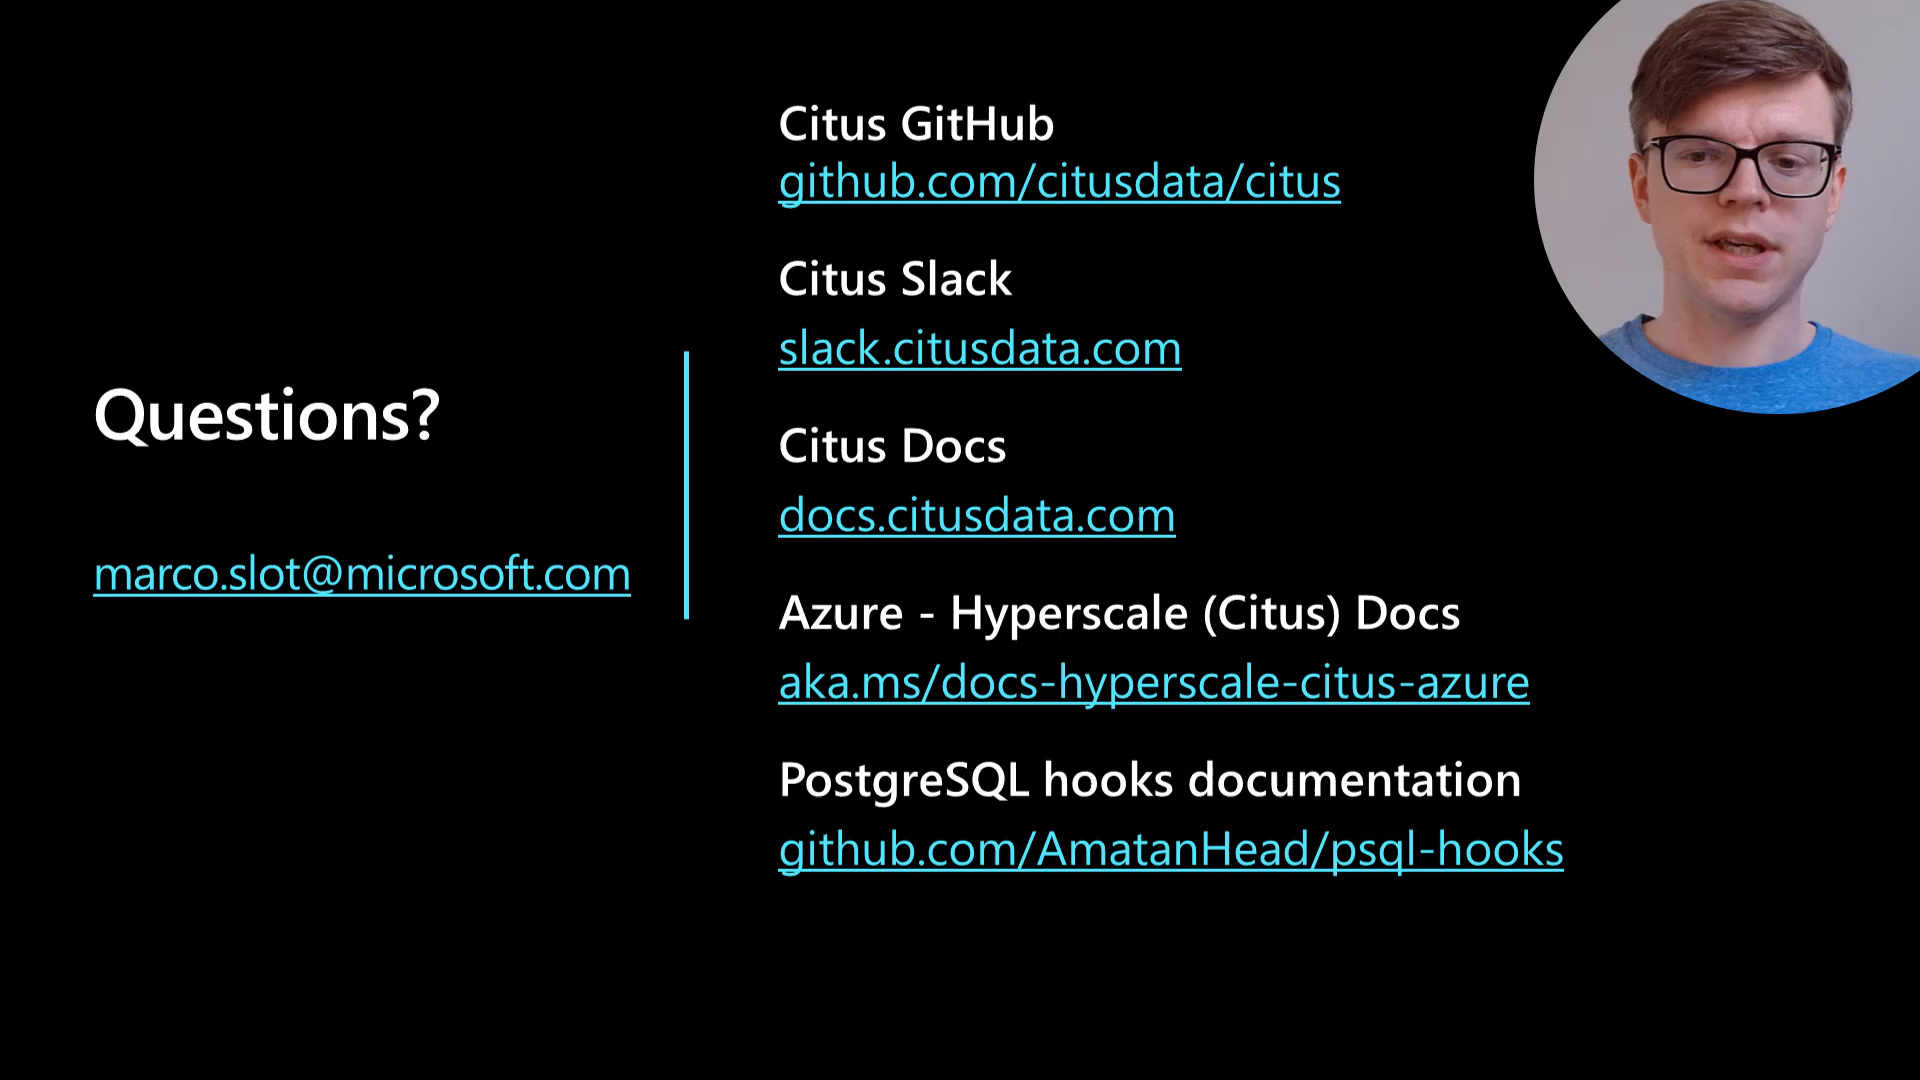 Questions?
marco.slot@microsoft.com
Citus GitHub
github.com/citusdata/citus
Citus Slack
slack.citusdata.com
Citus Docs
docs.citusdata.com
Azure - Hyperscale (Citus) Docs
aka.ms/docs-hyperscale-citus-azure
PostgreSQL hooks documentation
github.com/AmatanHead/psql-hooks